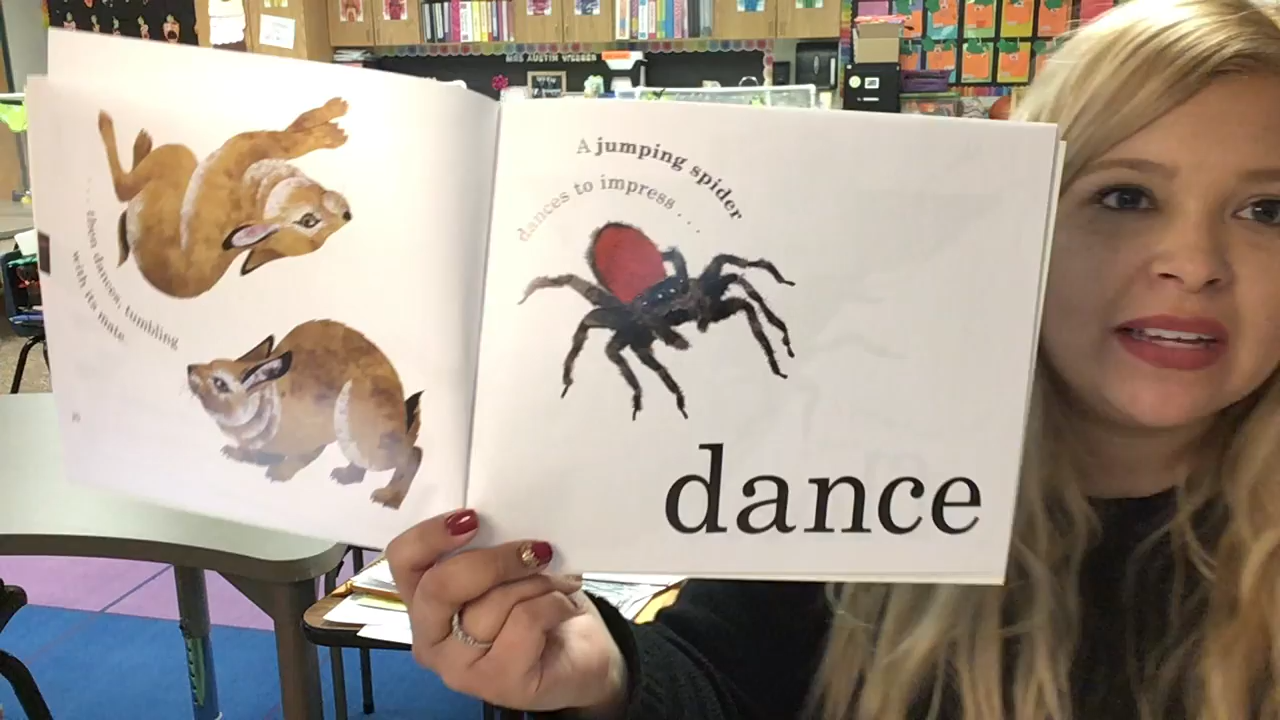 ... then dances, tumbling
with its mate.
A jumping spider
dances to impress . . .
dance